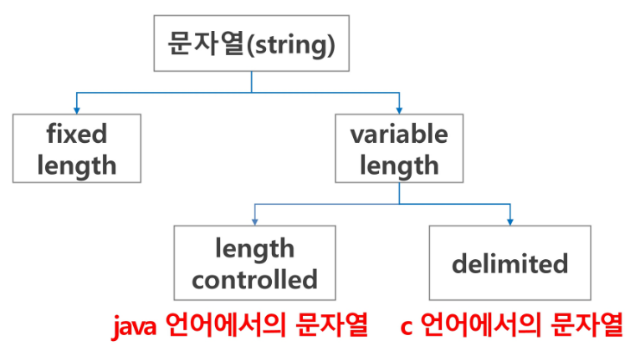 문자열(string)
fixed
length
variable
length
length
controlled
delimited
java 언어에서의 문자열
c 언어에서의 문자열